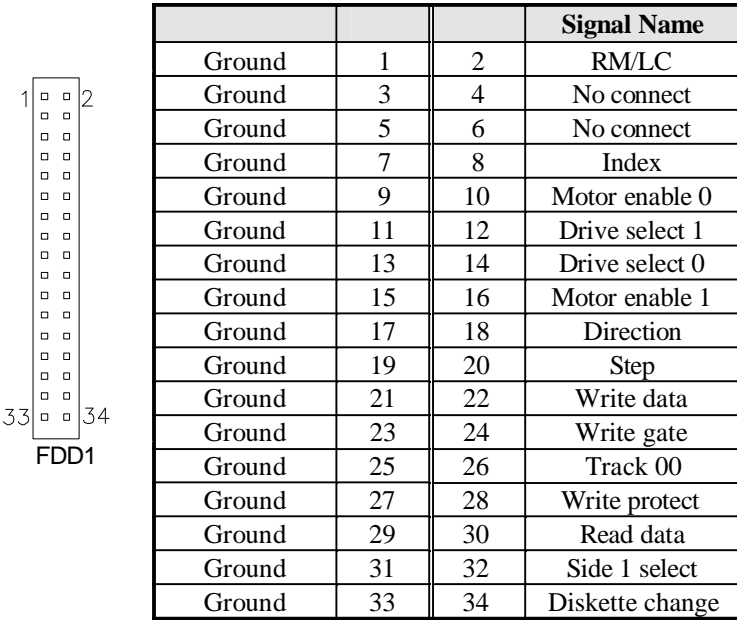 Signal Name
Ground 1 2 RM/LC
Ground 3 4 No connect
Ground 5 6 No connect
Ground 7 8 Index
Ground 9 10 Motor enable 0
Ground 11 12 Drive select 1
Ground 13 14 Drive select 0
Ground 15 16 Motor enable 1
Ground 17 18 Direction
Ground 19 20 Step
Ground 21 22 Write data
Ground 23 24 Write gate
Ground 25 26 Track 00
Ground 27 28 Write protect
Ground 29 30 Read data
Ground 31 32 Side 1 select
Ground 33 34 Diskette change
1 2
33 34
FDD1